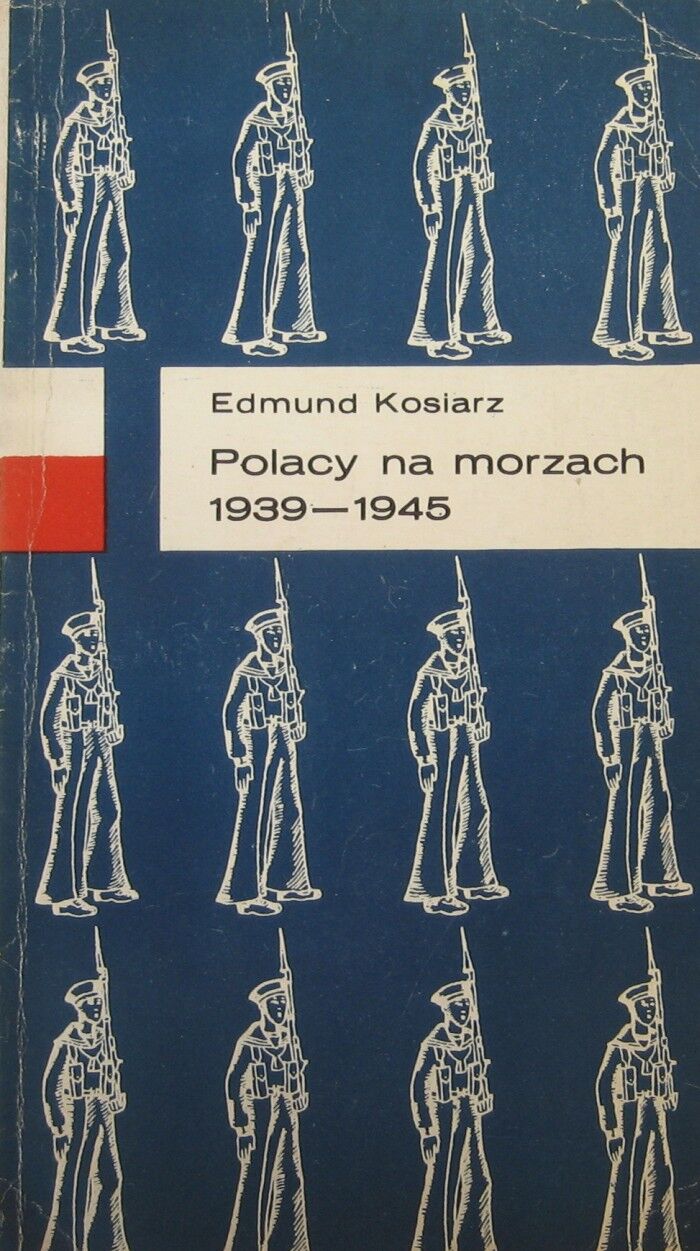 Edmund Kosiarz
Polacy na morzach
1939—1945